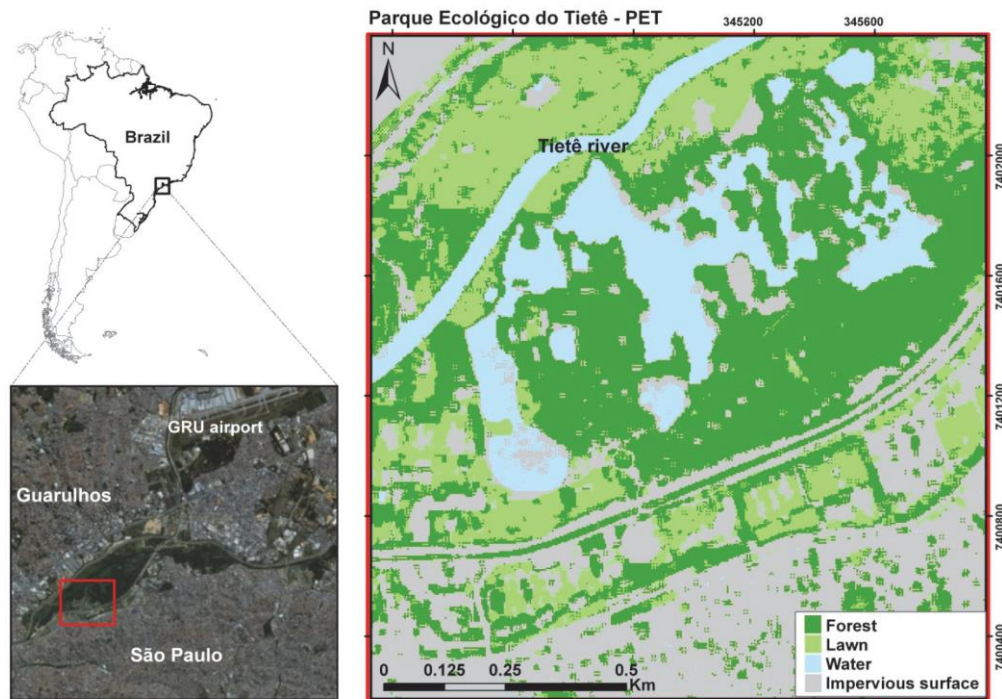 Parque Ecológico do Tietê - PET
345200
345600
N
Brazil
Tietê river
7402000
7401600
7401200
7400800
7400400
GRU airport
Guarulhos
São Paulo
Forest
Lawn
Water
Impervious surface
0 0.125 0.25 0.5
Km